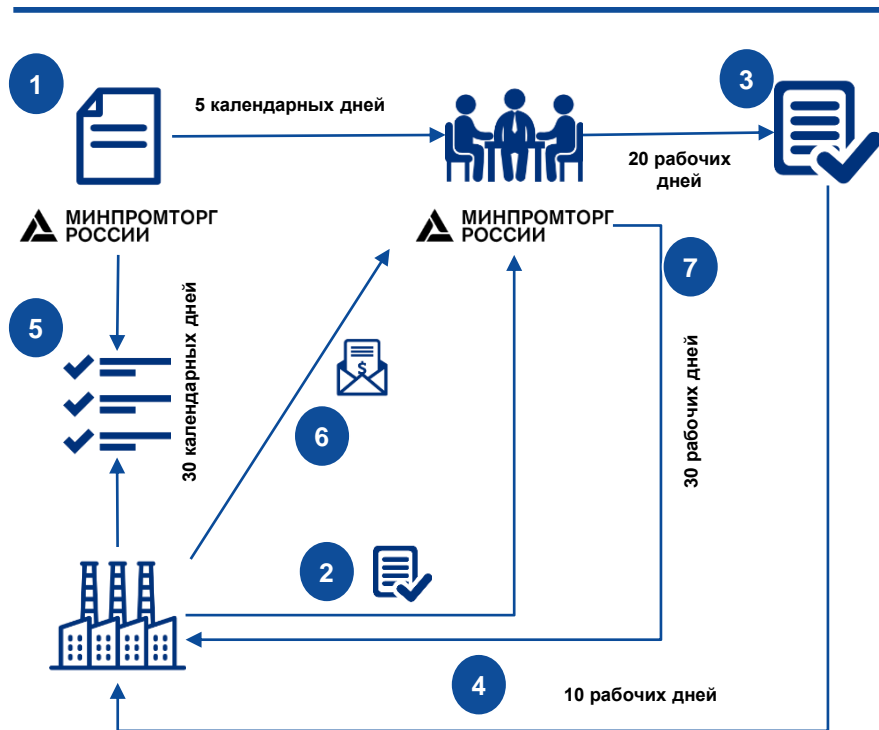 1
5 календарных дней
3
20 рабочих
дней
МИНПРОМТОРГ
РОССИИ
МИНПРОМТОРГ
РОССИИ
7
5
30 календарных дней
$
6
30 рабочих дней
2
4
10 рабочих дней